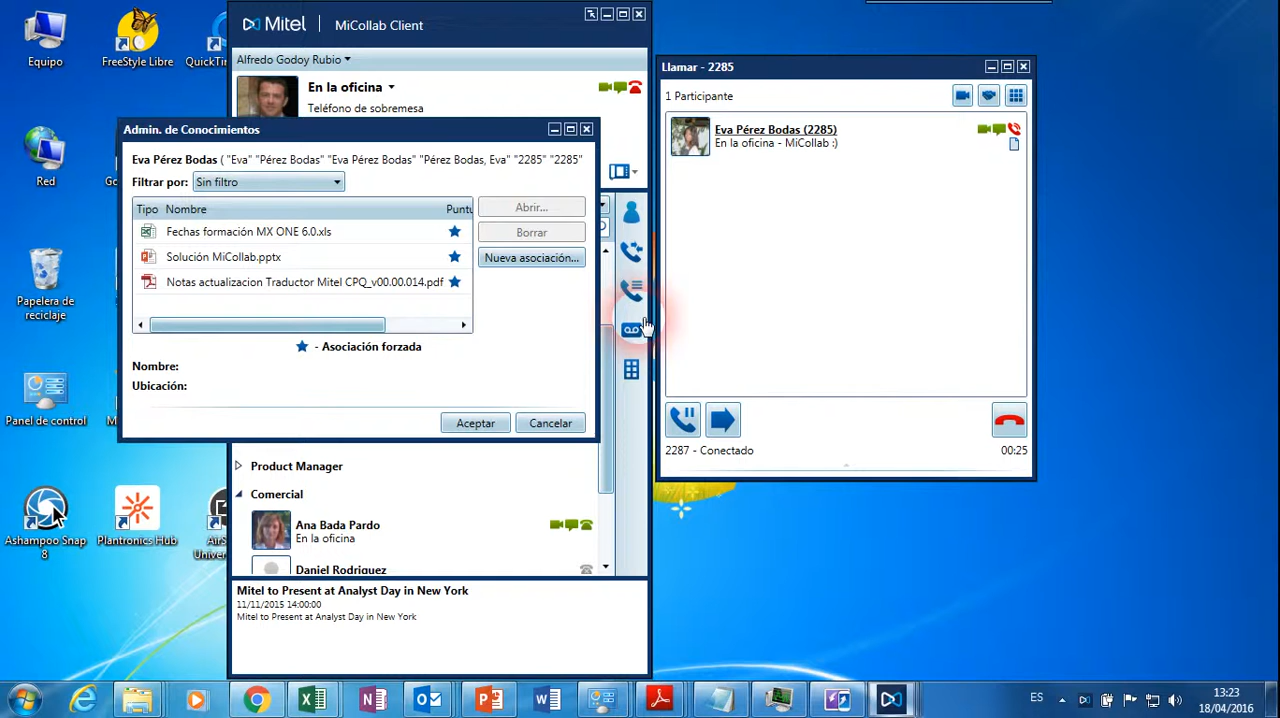 Equipo
FreeStyle Libre
QuickTi
Red
Papelera de
reciclaje
Panel de control
Ashampoo Snap
8
Plantronics Hub
AirS
Univer
Mitel | MiCollab Client
Alfredo Godoy Rubio
En la oficina
Teléfono de sobremesa
Admin. de Conocimientos
Eva Pérez Bodas ( "Eva" "Pérez Bodas" "Eva Pérez Bodas" "Pérez Bodas, Eva" "2285" "2285"
Filtrar por: Sin filtro
Tipo Nombre Puntu
Abrir...
Fechas formación MX ONE 6.0.xls
Borrar
Solución MiCollab.pptx
Nueva asociación...
Notas actualizacion Traductor Mitel CPQ_v00.00.014.pdf
- Asociación forzada
Nombre:
Ubicación:
Aceptar Cancelar
Product Manager
Comercial
Ana Bada Pardo
En la oficina
Daniel Rodriguez
Mitel to Present at Analyst Day in New York
11/11/2015 14:00:00
Mitel to Present at Analyst Day in New York
Llamar - 2285
1 Participante
Eva Pérez Bodas (2285)
En la oficina - MiCollab :)
2287 - Conectado 00:25
ES
13:23
18/04/2016